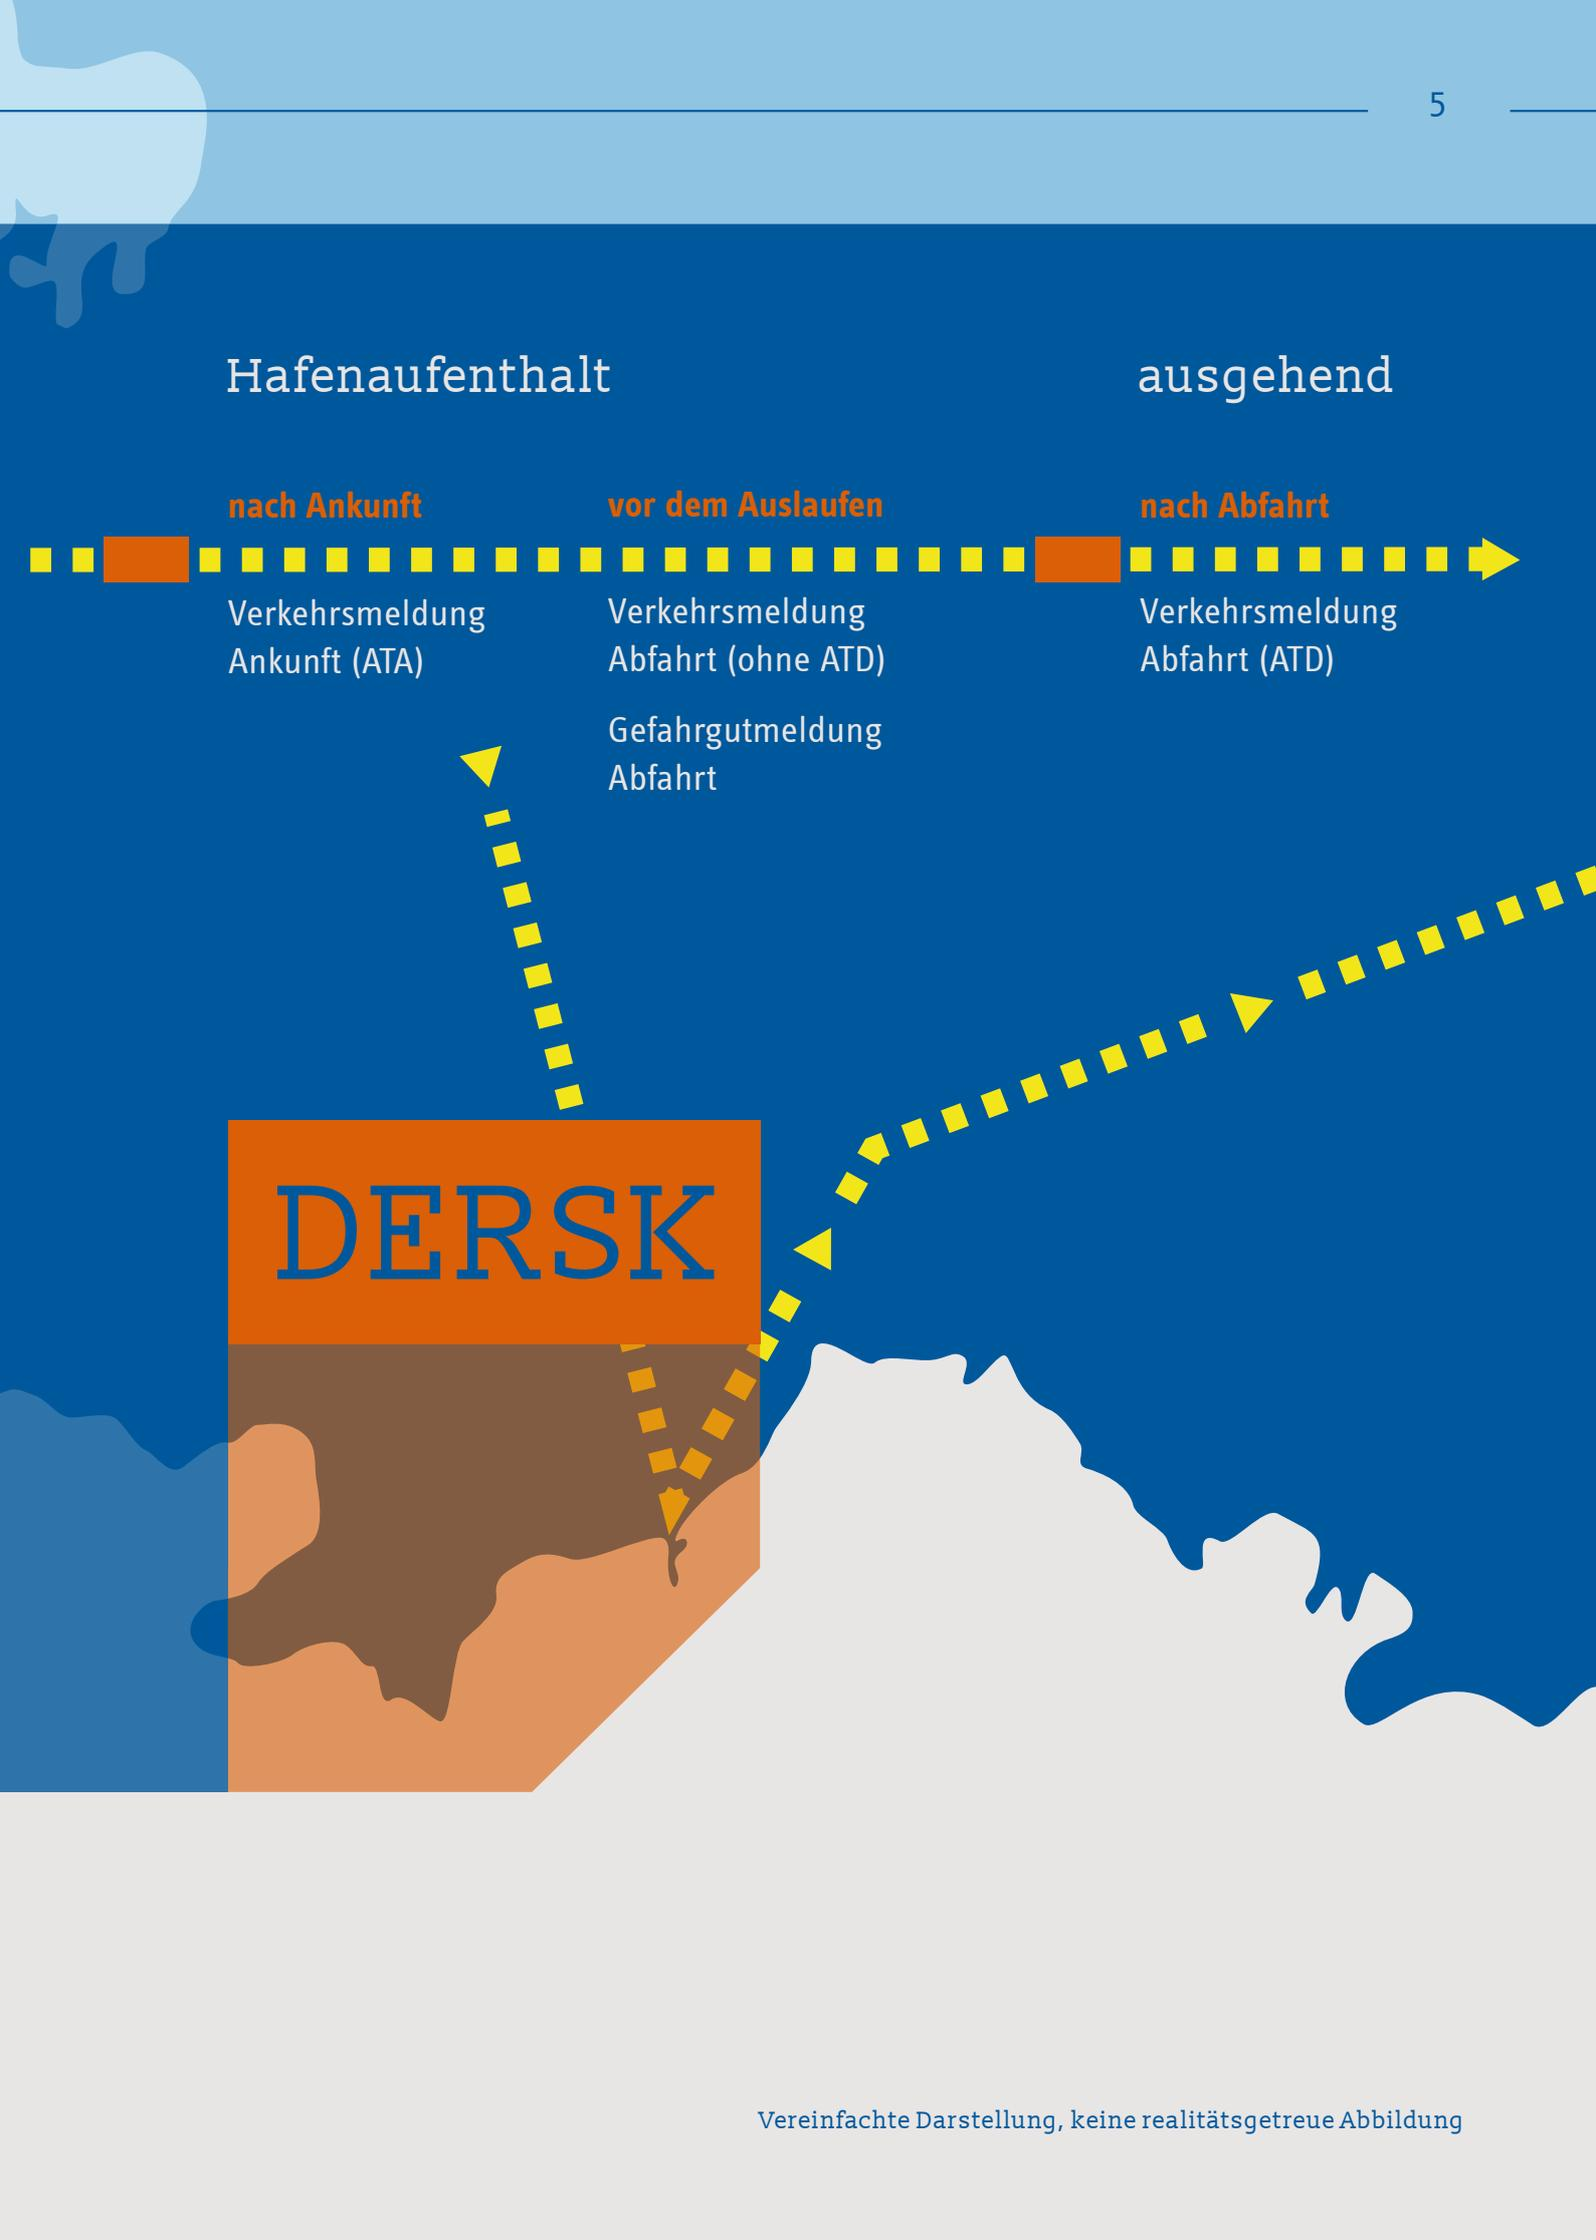 5
Hafenaufenthalt
ausgehend
nach Ankunft
Verkehrsmeldung
Ankunft (ATA)
vor dem Auslaufen
Verkehrsmeldung
Abfahrt (ohne ATD)
Gefahrgutmeldung
Abfahrt
nach Abfahrt
Verkehrsmeldung
Abfahrt (ATD)
DERSK
Vereinfachte Darstellung, keine realitätsgetreue Abbildung